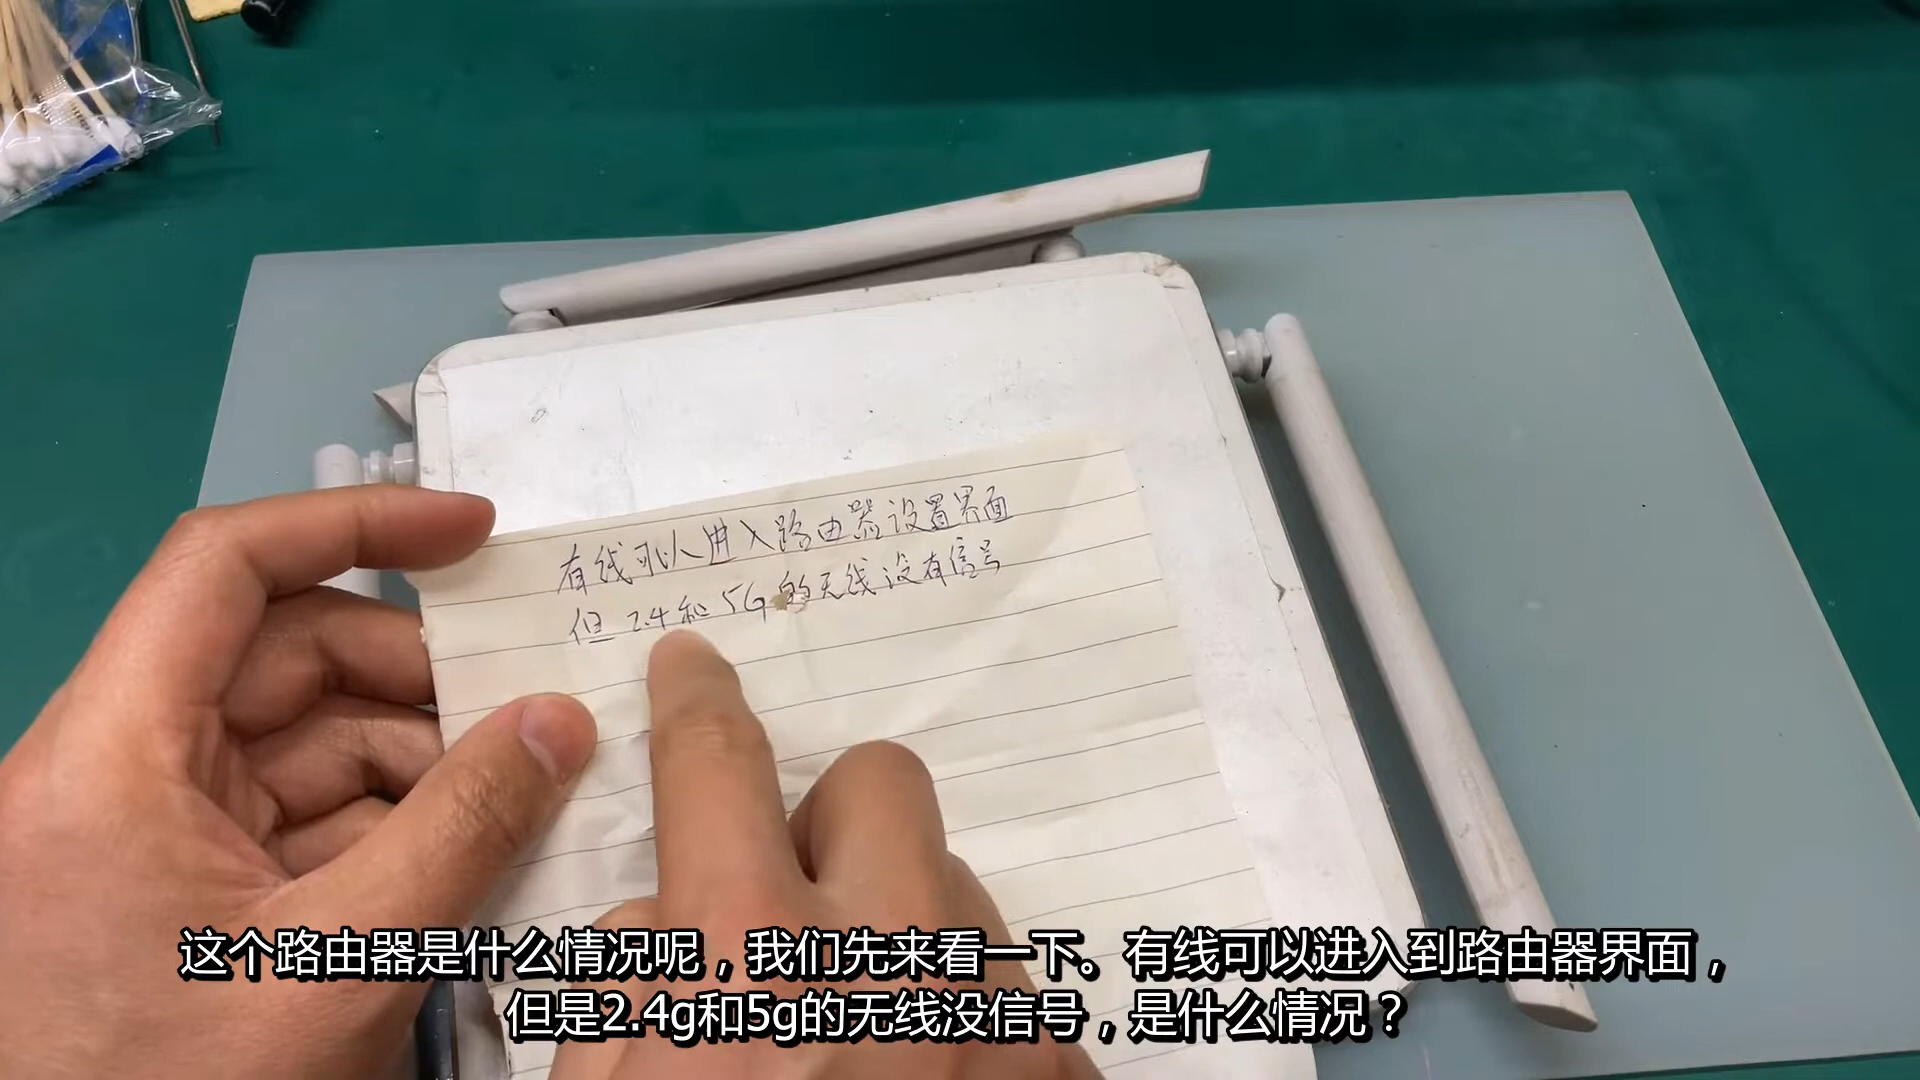 有线可以进入路由器设置界面
但2.4和5G的无线没有信号
这个路由器是什么情况呢，我们先来看一下。有线可以进入到路由器界面，
但是2.4g和5g的无线没信号，是什么情况？